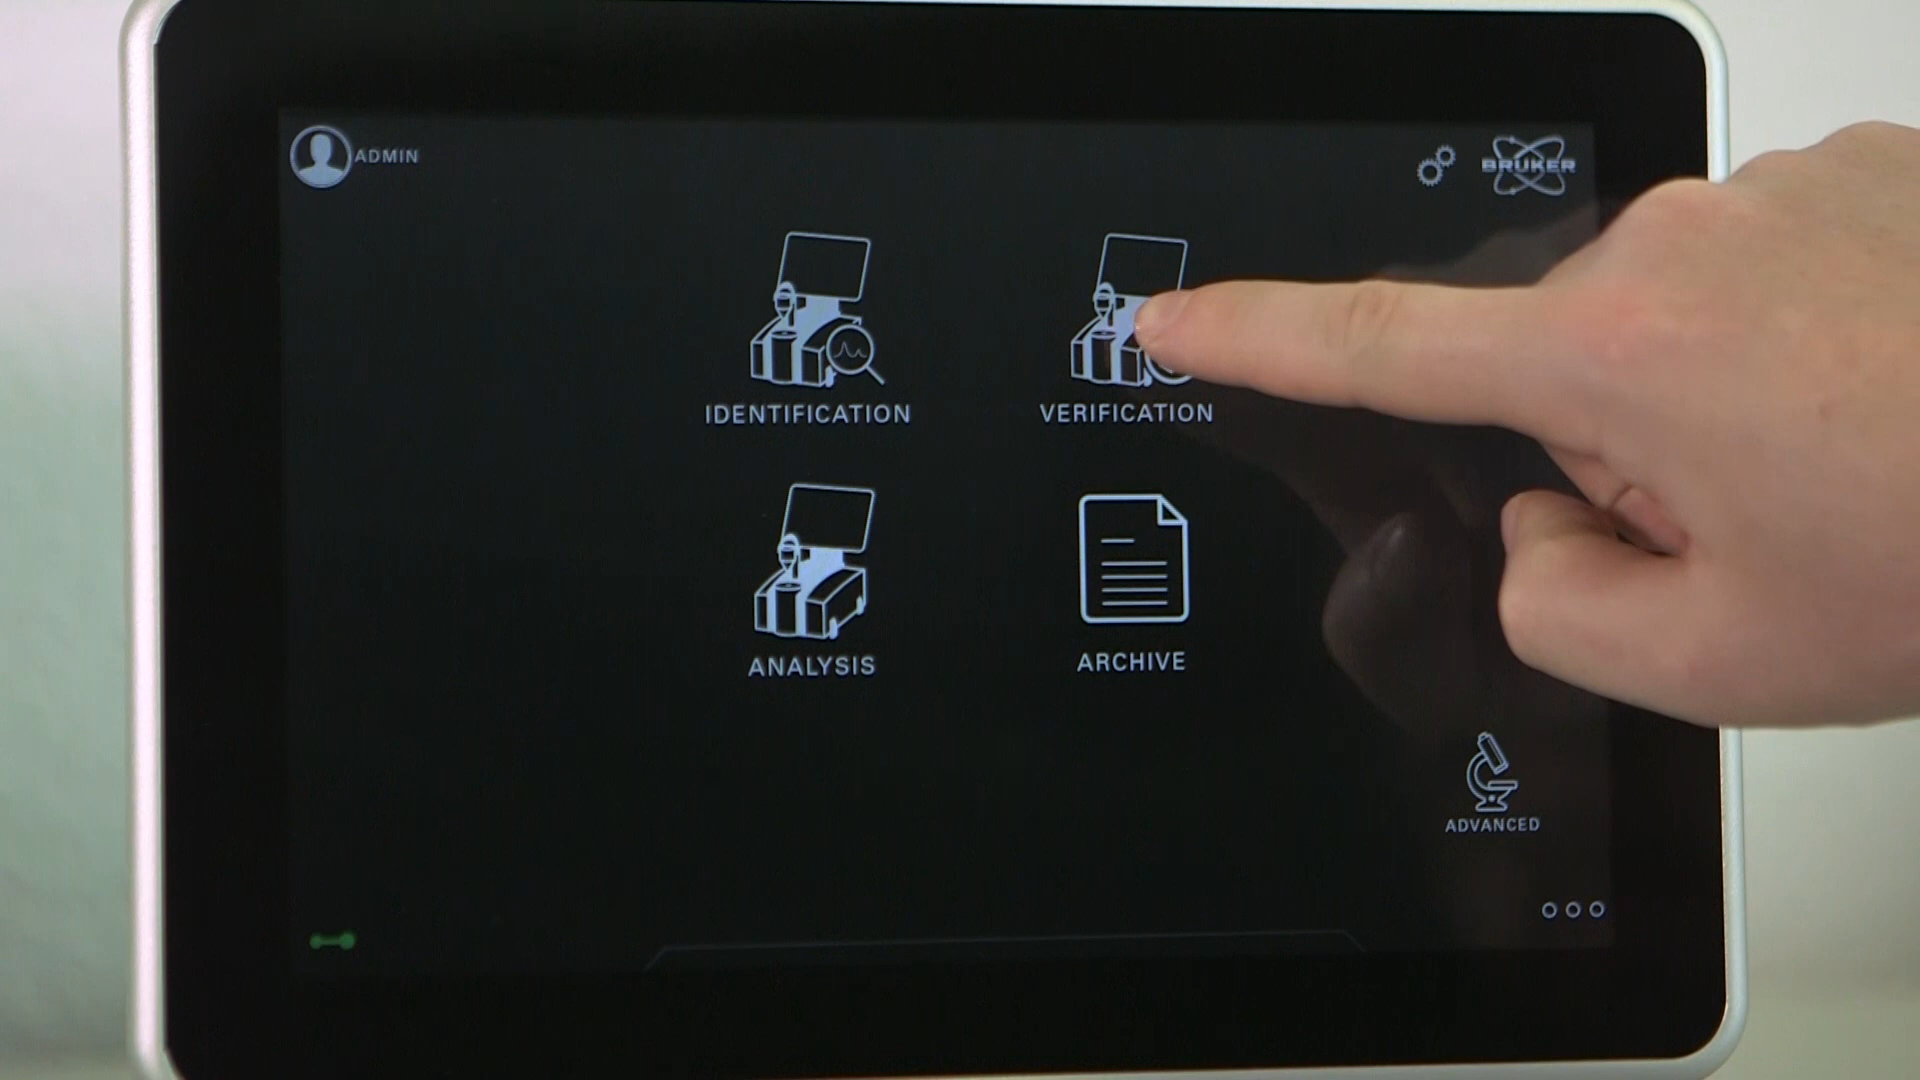 ADMIN
BRUKER
IDENTIFICATION
VERIFICATION
ANALYSIS
ARCHIVE
ADVANCED